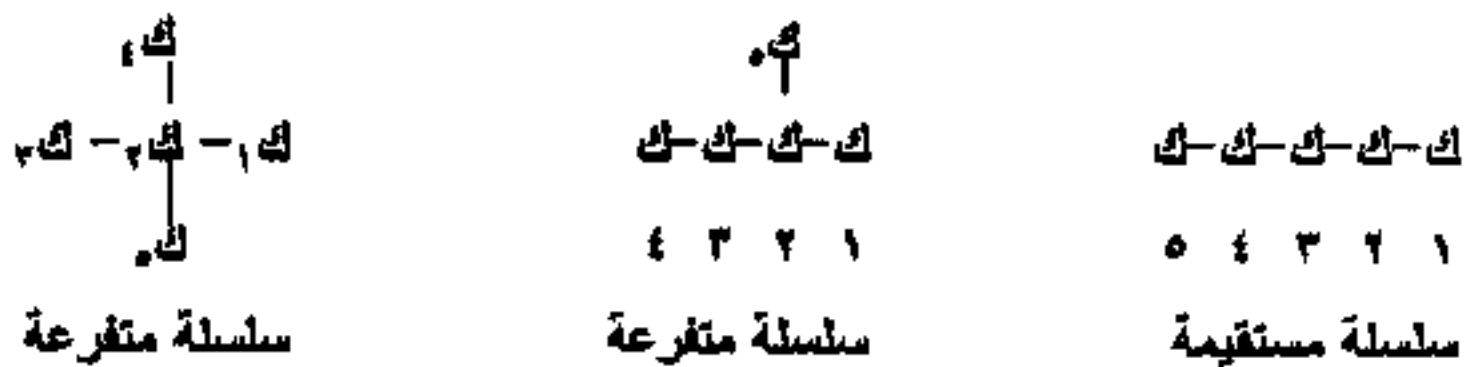 ك٤ ك٥
ك١ – ك٢ – ك٣ ك-ك-ك-ك ك-ك-ك-ك-ك
ك٥ ١ ٢ ٣ ٤ ١ ٢ ٣ ٤ ٥
سلسلة مستقيمة سلسلة متفرعة سلسلة متفرعة